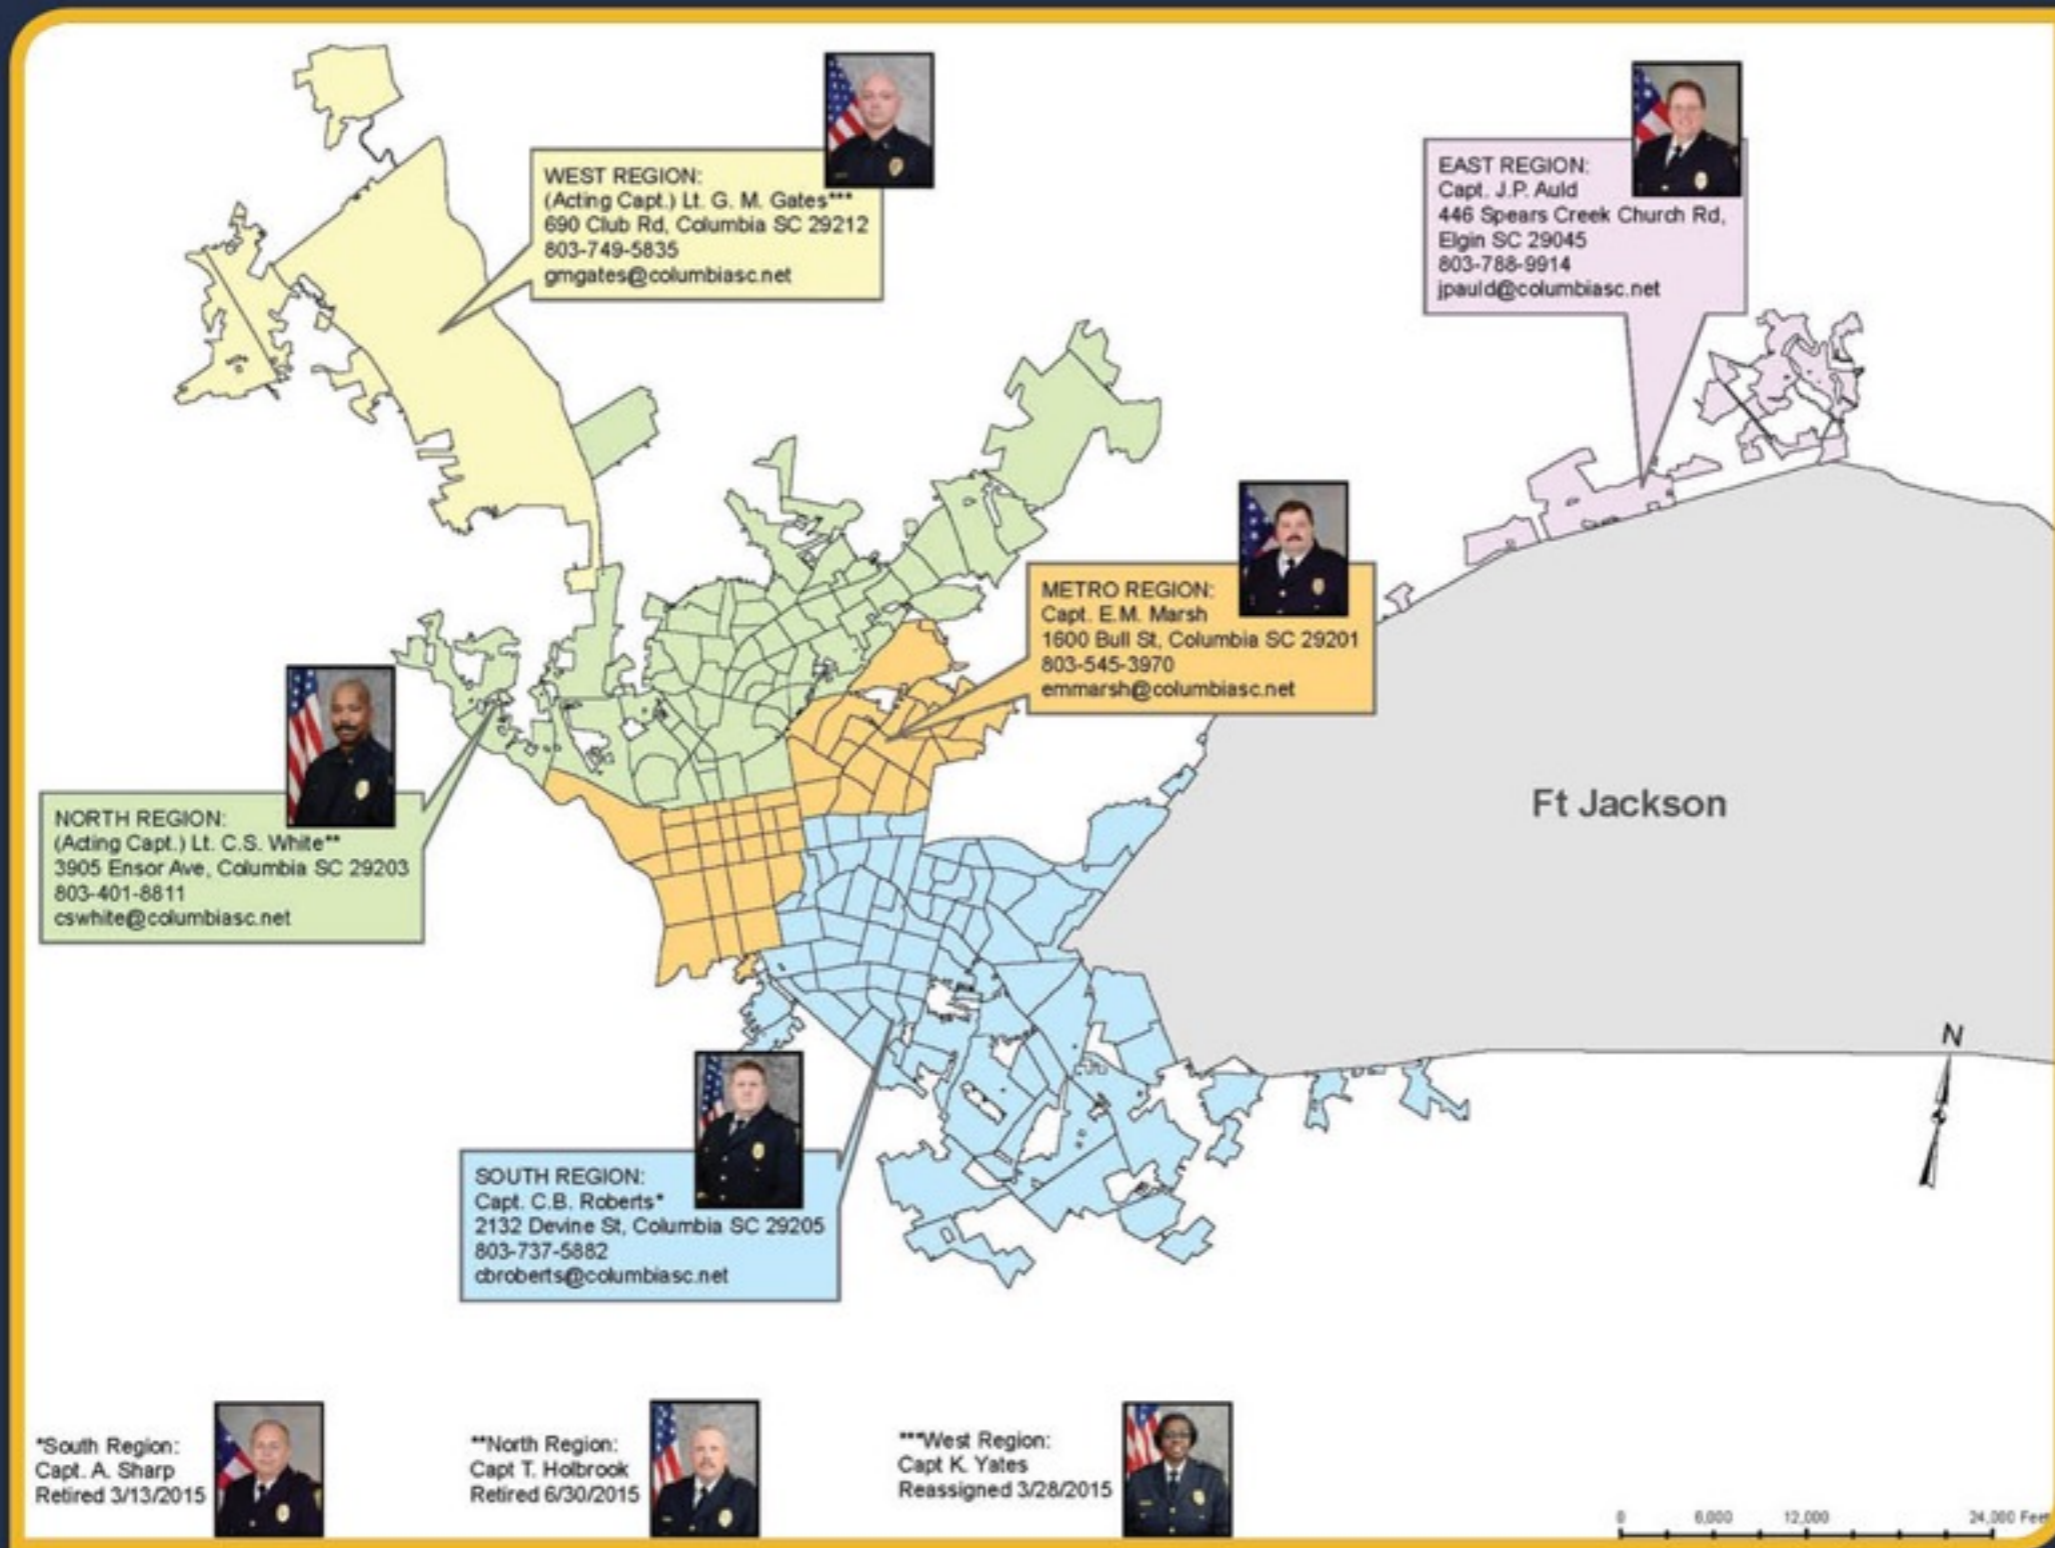 WEST REGION:
(Acting Capt.) Lt. G. M. Gates***
690 Club Rd, Columbia SC 29212
803-749-5835
gmgates@columbiasc.net
EAST REGION:
Capt. J.P. Auld
446 Spears Creek Church Rd,
Elgin SC 29045
803-788-9914
jpauld@columbiasc.net
METRO REGION:
Capt. E.M. Marsh
1600 Bull St, Columbia SC 29201
803-545-3970
emmarsh@columbiasc.net
Ft Jackson
NORTH REGION:
(Acting Capt.) Lt. C.S. White**
3905 Ensor Ave, Columbia SC 29203
803-401-8811
cswhite@columbiasc.net
N
SOUTH REGION:
Capt. C.B. Roberts*
2132 Devine St, Columbia SC 29205
803-737-5882
cbroberts@columbiasc.net
*South Region:
Capt. A. Sharp
Retired 3/13/2015
**North Region:
Capt T. Holbrook
Retired 6/30/2015
***West Region:
Capt K. Yates
Reassigned 3/28/2015
0 6,000 12,000 24,000 Feet